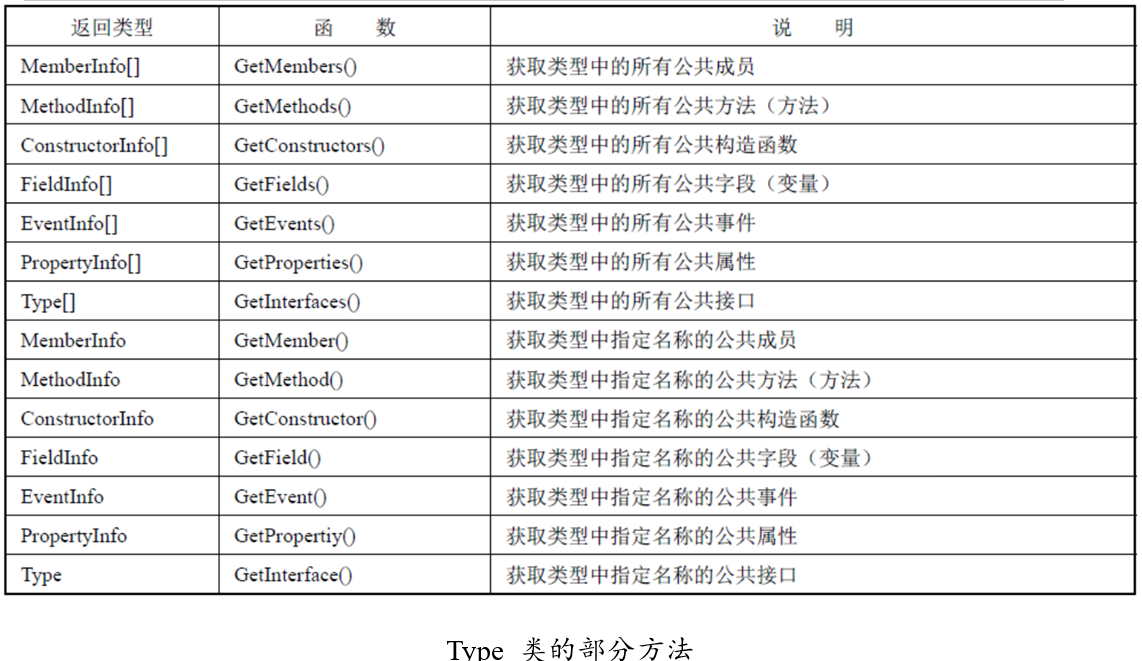 返回类型 函 数 说 明
MemberInfo[] GetMembers() 获取类型中的所有公共成员
MethodInfo[] GetMethods() 获取类型中的所有公共方法（方法）
ConstructorInfo[] GetConstructors() 获取类型中的所有公共构造函数
FieldInfo[] GetFields() 获取类型中的所有公共字段（变量）
EventInfo[] GetEvents() 获取类型中的所有公共事件
PropertyInfo[] GetProperties() 获取类型中的所有公共属性
Type[] GetInterfaces() 获取类型中的所有公共接口
MemberInfo GetMember() 获取类型中指定名称的公共成员
MethodInfo GetMethod() 获取类型中指定名称的公共方法（方法）
ConstructorInfo GetConstructor() 获取类型中指定名称的公共构造函数
FieldInfo GetField() 获取类型中指定名称的公共字段（变量）
EventInfo GetEvent() 获取类型中指定名称的公共事件
PropertyInfo GetPropertiy() 获取类型中指定名称的公共属性
Type GetInterface() 获取类型中指定名称的公共接口
Type 类的部分方法